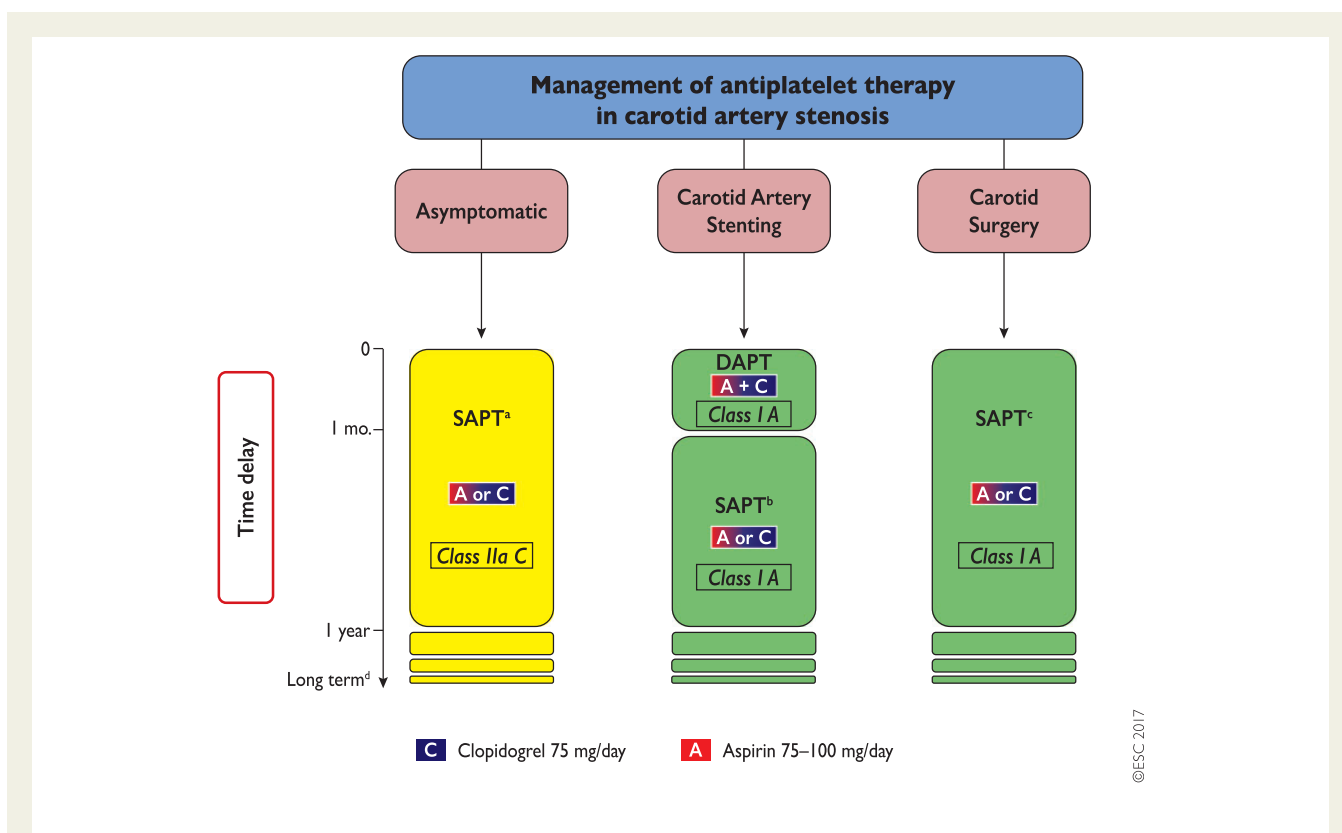 Management of antiplatelet therapy
in carotid artery stenosis
Asymptomatic
Carotid Artery
Stenting
Carotid
Surgery
Time delay
0
1 mo.
1 year
Long termᵈ
SAPTᵃ
A or C
Class IIa C
DAPT
A + C
Class I A
SAPTᵇ
A or C
Class I A
SAPTᶜ
A or C
Class I A
C Clopidogrel 75 mg/day
A Aspirin 75–100 mg/day
©ESC 2017